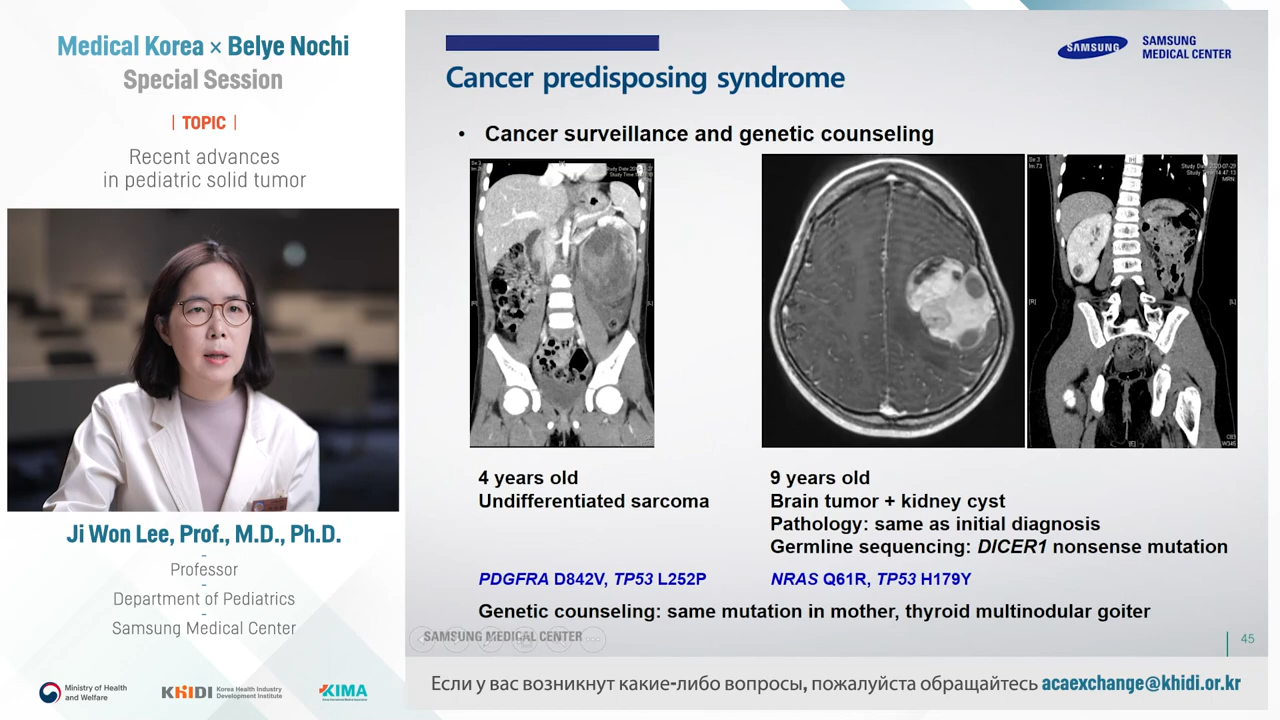 Medical Korea × Belye Nochi
Special Session
| TOPIC |
Recent advances
in pediatric solid tumor
Ji Won Lee, Prof., M.D., Ph.D.
-
Professor
-
Department of Pediatrics
-
Samsung Medical Center
Ministry of Health
and Welfare
KHIDI Korea Health Industry
Development Institute
KIMA
SAMSUNG
SAMSUNG
MEDICAL CENTER
Cancer predisposing syndrome
• Cancer surveillance and genetic counseling
4 years old
Undifferentiated sarcoma
PDGFRA D842V, TP53 L252P
9 years old
Brain tumor + kidney cyst
Pathology: same as initial diagnosis
Germline sequencing: DICER1 nonsense mutation
NRAS Q61R, TP53 H179Y
Genetic counseling: same mutation in mother, thyroid multinodular goiter
SAMSUNG MEDICAL CENTER
45
Если у вас возникнут какие-либо вопросы, пожалуйста обращайтесь acaexchange@khidi.or.kr